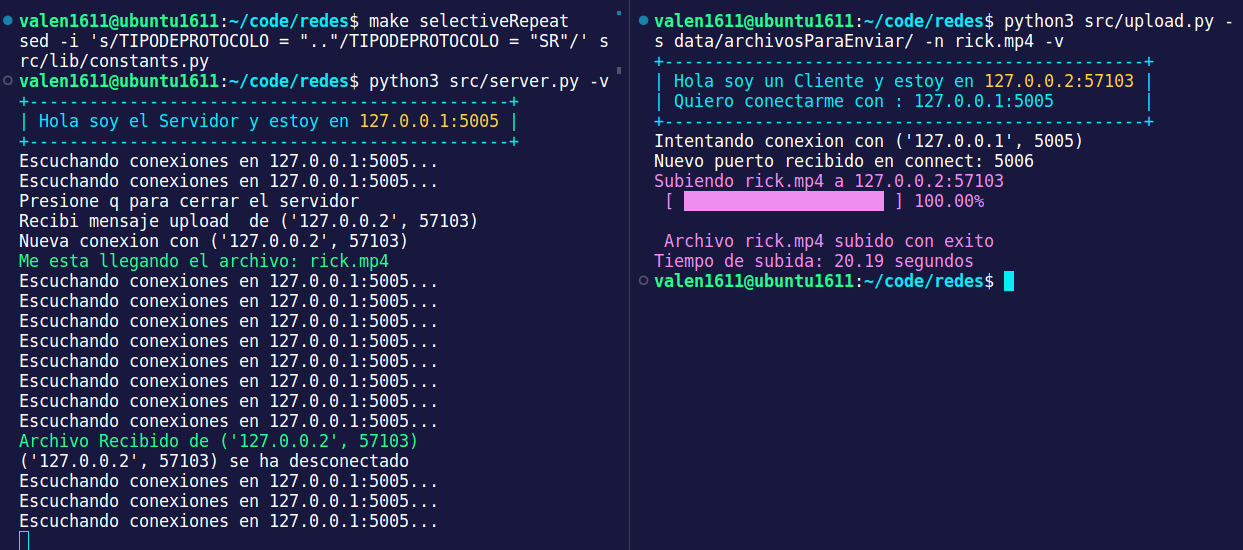 valen1611@ubuntu1611:~/code/redes$ make selectiveRepeat
sed -i 's/TIPODEPROTOCOLO = ".."/TIPODEPROTOCOLO = "SR"/' s
rc/lib/constants.py
valen1611@ubuntu1611:~/code/redes$ python3 src/server.py -v
+------------------------------------------------+
| Hola soy el Servidor y estoy en 127.0.0.1:5005 |
+------------------------------------------------+
Escuchando conexiones en 127.0.0.1:5005...
Escuchando conexiones en 127.0.0.1:5005...
Presione q para cerrar el servidor
Recibi mensaje upload  de ('127.0.0.2', 57103)
Nueva conexion con ('127.0.0.2', 57103)
Me esta llegando el archivo: rick.mp4
Escuchando conexiones en 127.0.0.1:5005...
Escuchando conexiones en 127.0.0.1:5005...
Escuchando conexiones en 127.0.0.1:5005...
Escuchando conexiones en 127.0.0.1:5005...
Escuchando conexiones en 127.0.0.1:5005...
Escuchando conexiones en 127.0.0.1:5005...
Escuchando conexiones en 127.0.0.1:5005...
Escuchando conexiones en 127.0.0.1:5005...
Archivo Recibido de ('127.0.0.2', 57103)
('127.0.0.2', 57103) se ha desconectado
Escuchando conexiones en 127.0.0.1:5005...
Escuchando conexiones en 127.0.0.1:5005...
Escuchando conexiones en 127.0.0.1:5005...
valen1611@ubuntu1611:~/code/redes$ python3 src/upload.py -
s data/archivosParaEnviar/ -n rick.mp4 -v
+------------------------------------------------+
| Hola soy un Cliente y estoy en 127.0.0.2:57103 |
| Quiero conectarme con : 127.0.0.1:5005         |
+------------------------------------------------+
Intentando conexion con ('127.0.0.1', 5005)
Nuevo puerto recibido en connect: 5006
Subiendo rick.mp4 a 127.0.0.2:57103
[ ] 100.00%
Archivo rick.mp4 subido con exito
Tiempo de subida: 20.19 segundos
valen1611@ubuntu1611:~/code/redes$